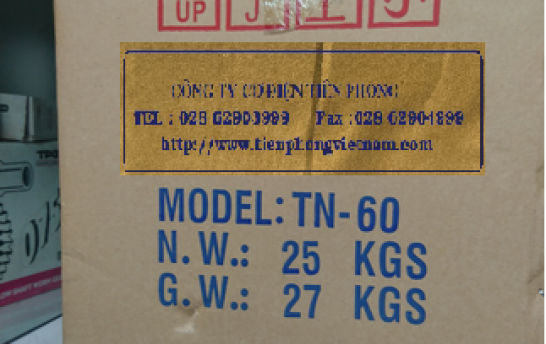 UP
CÔNG TY CƠ ĐIỆN TIÊN PHONG
TEL : 028 62903999 Fax :028 62904899
http://www.tienphongvietnam.com
MODEL: TN-60
N. W.: 25 KGS
G. W.: 27 KGS